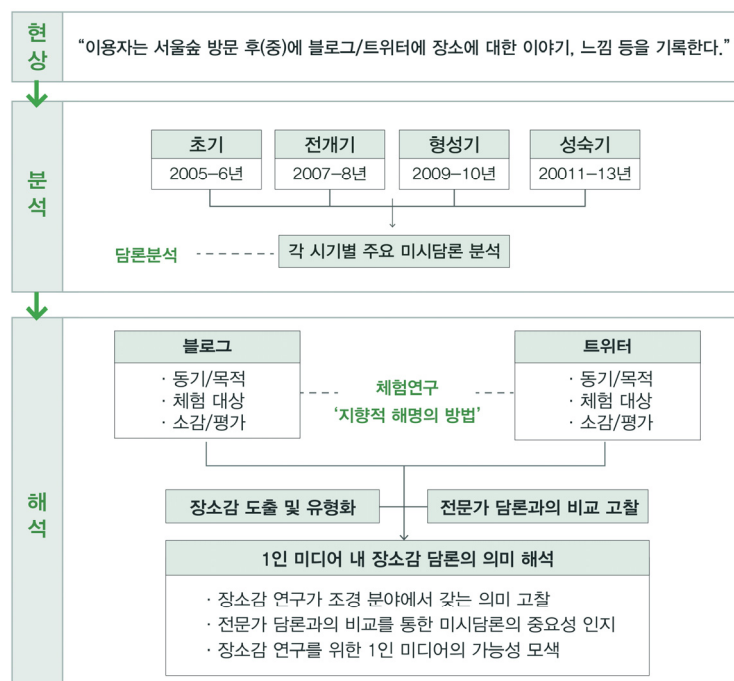 현상
“이용자는 서울숲 방문 후(중)에 블로그/트위터에 장소에 대한 이야기, 느낌 등을 기록한다.”
분석
초기 전개기 형성기 성숙기
2005–6년 2007–8년 2009–10년 20011–13년
담론분석 각 시기별 주요 미시담론 분석
해석
블로그
· 동기/목적
· 체험 대상
· 소감/평가
체험연구
‘지향적 해명의 방법’
트위터
· 동기/목적
· 체험 대상
· 소감/평가
장소감 도출 및 유형화 전문가 담론과의 비교 고찰
1인 미디어 내 장소감 담론의 의미 해석
· 장소감 연구가 조경 분야에서 갖는 의미 고찰
· 전문가 담론과의 비교를 통한 미시담론의 중요성 인지
· 장소감 연구를 위한 1인 미디어의 가능성 모색